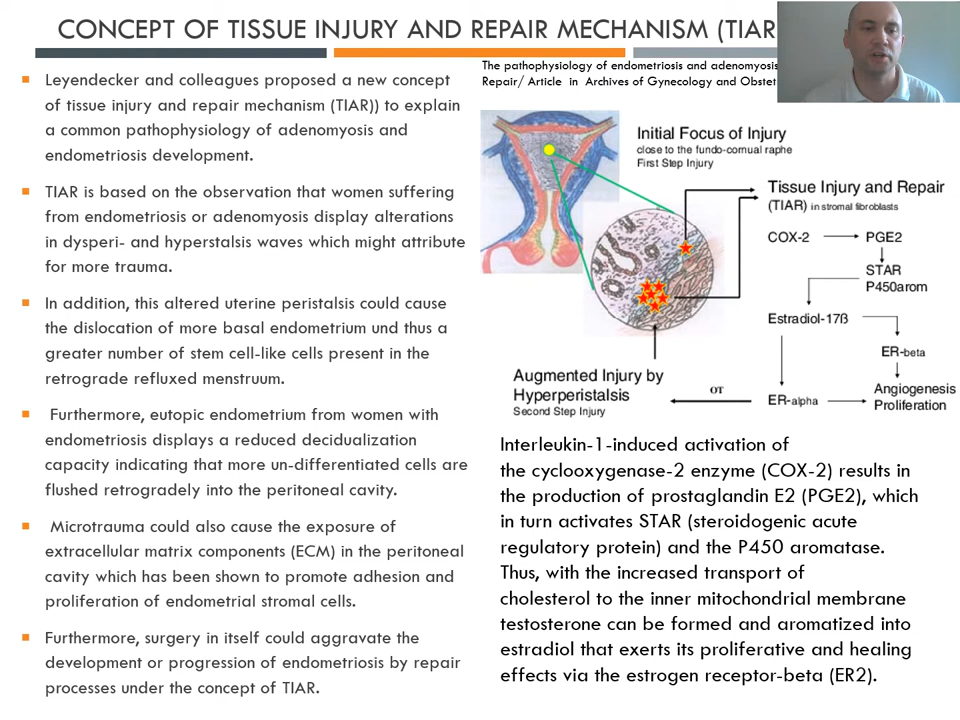 CONCEPT OF TISSUE INJURY AND REPAIR MECHANISM (TIAR
Leyendecker and colleagues proposed a new concept
of tissue injury and repair mechanism (TIAR)) to explain
a common pathophysiology of adenomyosis and
endometriosis development.
TIAR is based on the observation that women suffering
from endometriosis or adenomyosis display alterations
in dysperi- and hyperstalsis waves which might attribute
for more trauma.
In addition, this altered uterine peristalsis could cause
the dislocation of more basal endometrium und thus a
greater number of stem cell-like cells present in the
retrograde refluxed menstruum.
Furthermore, eutopic endometrium from women with
endometriosis displays a reduced decidualization
capacity indicating that more un-differentiated cells are
flushed retrogradely into the peritoneal cavity.
Microtrauma could also cause the exposure of
extracellular matrix components (ECM) in the peritoneal
cavity which has been shown to promote adhesion and
proliferation of endometrial stromal cells.
Furthermore, surgery in itself could aggravate the
development or progression of endometriosis by repair
processes under the concept of TIAR.
The pathophysiology of endometriosis and adenomyosis
Repair/ Article in Archives of Gynecology and Obstet
Initial Focus of Injury
close to the fundo-cornual raphe
First Step Injury
Tissue Injury and Repair
(TIAR) in stromal fibroblasts
COX-2
PGE2
STAR
P450arom
Estradiol-17ß
ER-beta
Augmented Injury by
Hyperperistalsis
Second Step Injury
OT
ER-alpha
Angiogenesis
Proliferation
Interleukin-1-induced activation of
the cyclooxygenase-2 enzyme (COX-2) results in
the production of prostaglandin E2 (PGE2), which
in turn activates STAR (steroidogenic acute
regulatory protein) and the P450 aromatase.
Thus, with the increased transport of
cholesterol to the inner mitochondrial membrane
testosterone can be formed and aromatized into
estradiol that exerts its proliferative and healing
effects via the estrogen receptor-beta (ER2).